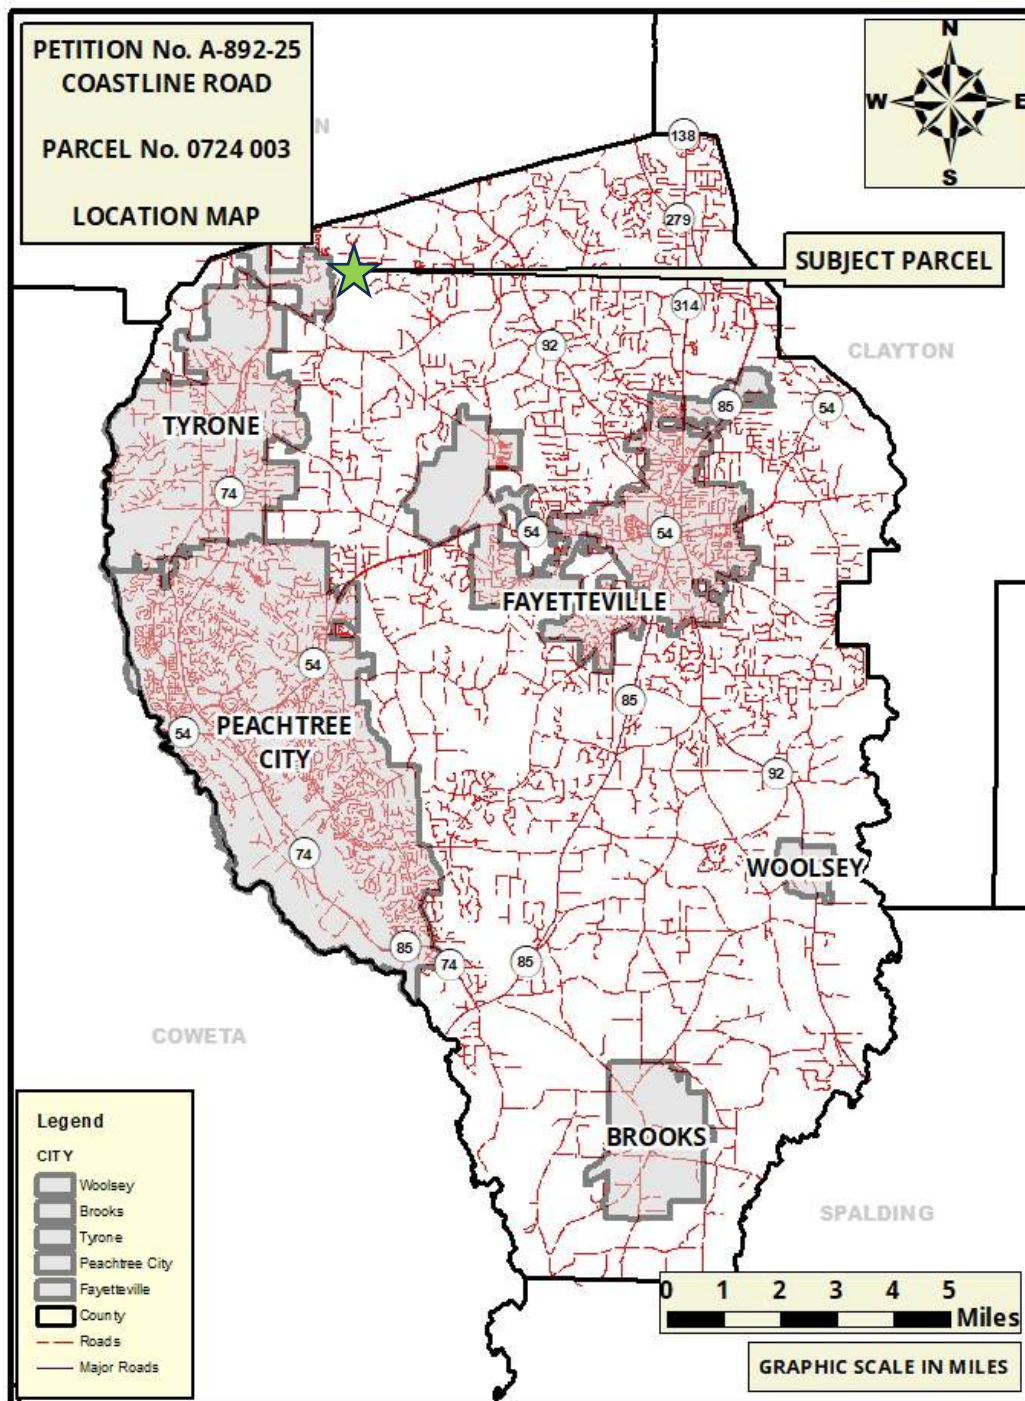 PETITION No. A-892-25
COASTLINE ROAD
PARCEL No. 0724 003
LOCATION MAP
N
W
E
S
N
138
279
SUBJECT PARCEL
314
92
CLAYTON
85
54
TYRONE
74
54
54
FAYETTEVILLE
54
85
PEACHTREE
CITY
54
92
74
WOOLSEY
85
74
85
COWETA
BROOKS
SPALDING
Legend
CITY
Woolsey
Brooks
Tyrone
Peachtree City
Fayetteville
County
Roads
Major Roads
0 1 2 3 4 5
Miles
GRAPHIC SCALE IN MILES